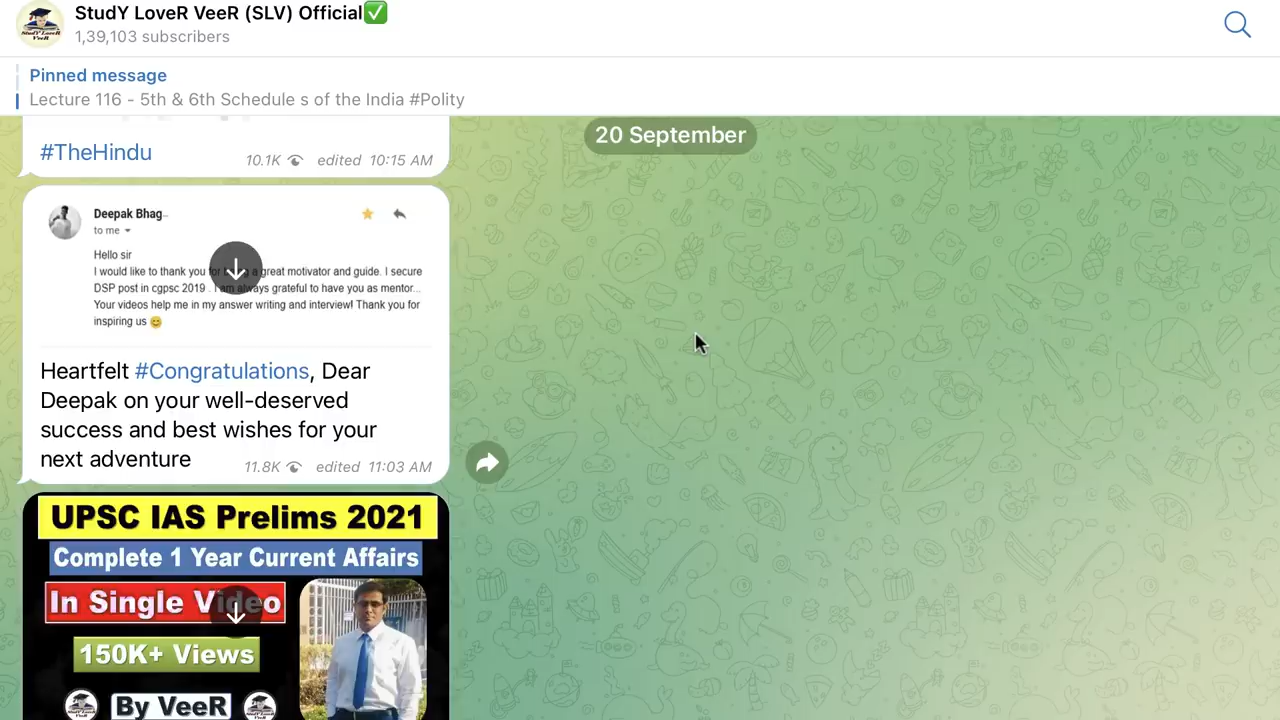 StudY LoveR VeeR (SLV) Official✅
1,39,103 subscribers
Pinned message
Lecture 116 - 5th & 6th Schedule s of the India #Polity
20 September
#TheHindu
10.1K edited 10:15 AM
Deepak Bhag...
to me
Hello sir
I would like to thank you for a great motivator and guide. I secure
DSP post in cgpsc 2019 . I am always grateful to have you as mentor...
Your videos help me in my answer writing and interview! Thank you for
inspiring us 😊
Heartfelt #Congratulations, Dear
Deepak on your well-deserved
success and best wishes for your
next adventure
11.8K edited 11:03 AM
UPSC IAS Prelims 2021
Complete 1 Year Current Affairs
In Single Video
150K+ Views
By VeeR